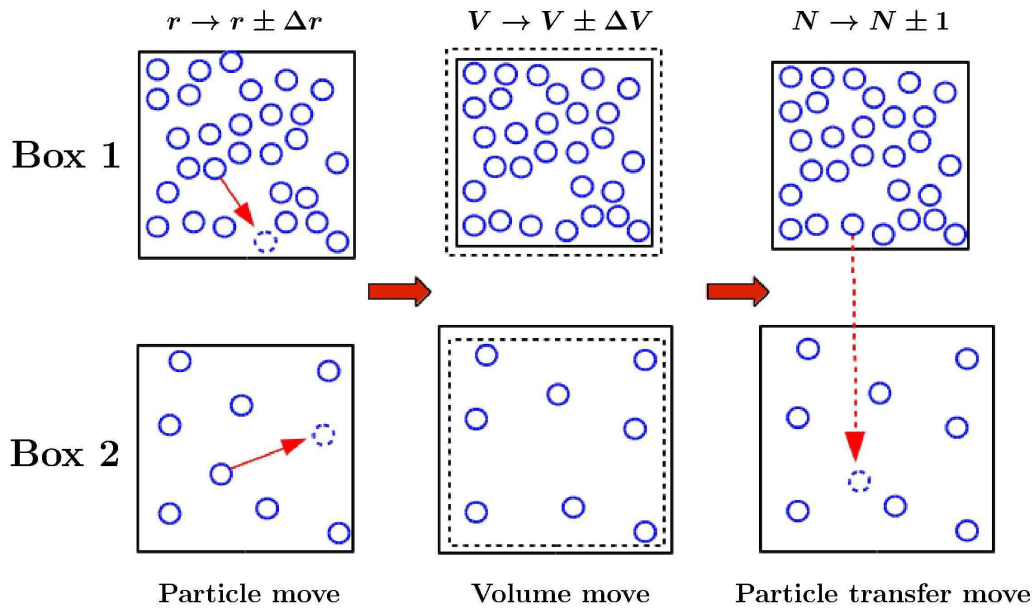 r → r ± Δr
V → V ± ΔV
N → N ± 1
Box 1
Box 2
Particle move
Volume move
Particle transfer move